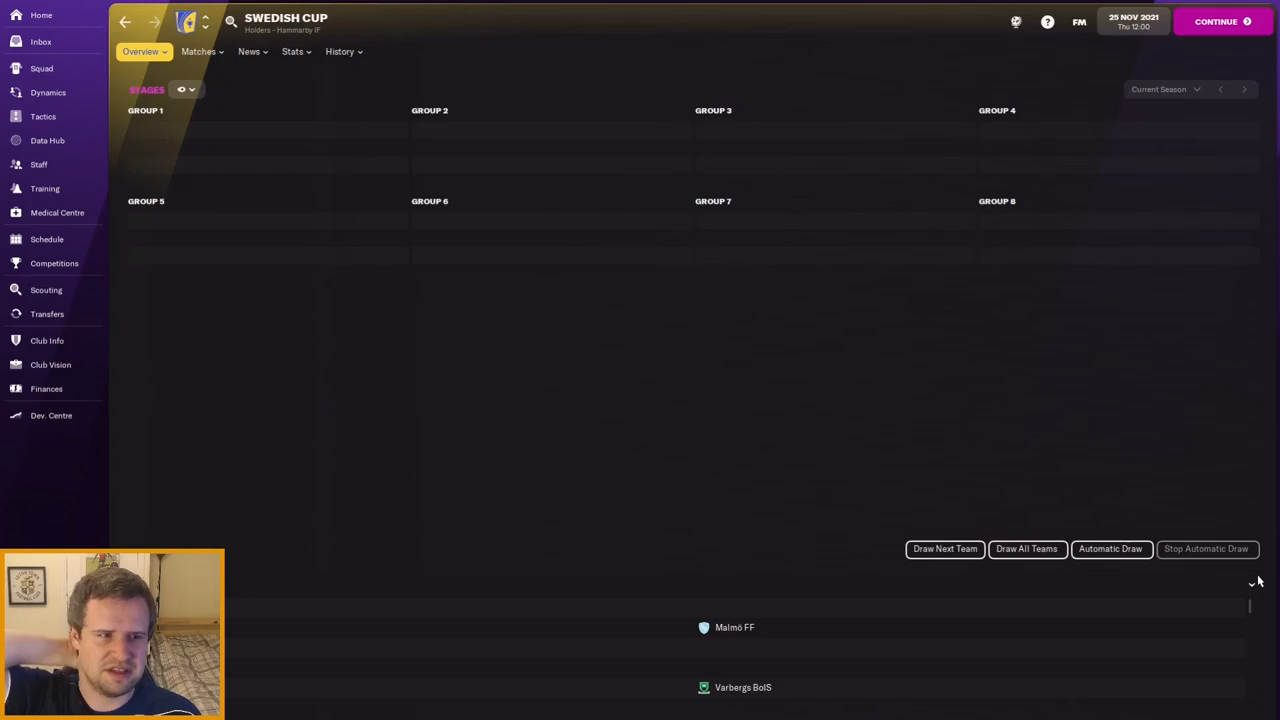 Home
Inbox
Squad
Dynamics
Tactics
Data Hub
Staff
Training
Medical Centre
Schedule
Competitions
Scouting
Transfers
Club Info
Club Vision
Finances
Dev. Centre
SWEDISH CUP
Holders - Hammarby IF
FM
25 NOV 2021
Thu 12:00
CONTINUE
Overview
Matches
News
Stats
History
STAGES
Current Season
GROUP 1
GROUP 2
GROUP 3
GROUP 4
GROUP 5
GROUP 6
GROUP 7
GROUP 8
Draw Next Team
Draw All Teams
Automatic Draw
Stop Automatic Draw
Malmö FF
Varbergs BoIS